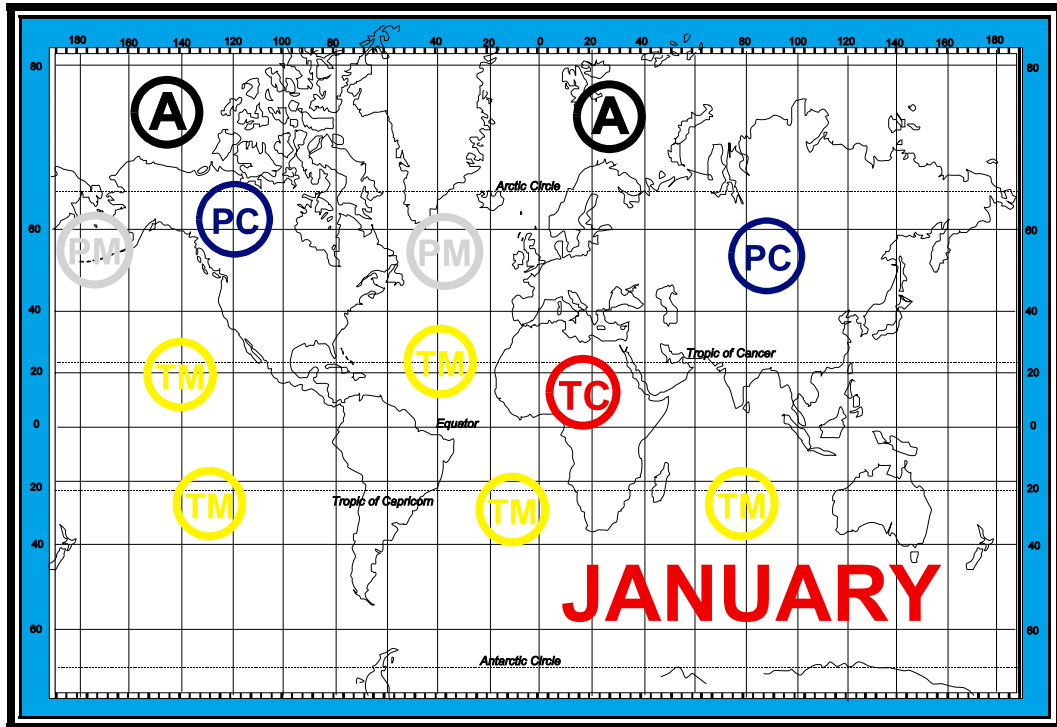 180 160 140 120 100 80 60 40 20 0 20 40 60 80 100 120 140 160 180
80 80
A A
Arctic Circle
PC
60 PM PM PC 60
40 40
Tropic of Cancer
TM TM
20 TC 20
0 Equator 0
20 20
Tropic of Capricorn
TM TM TM
40 40
JANUARY
60 60
Antarctic Circle